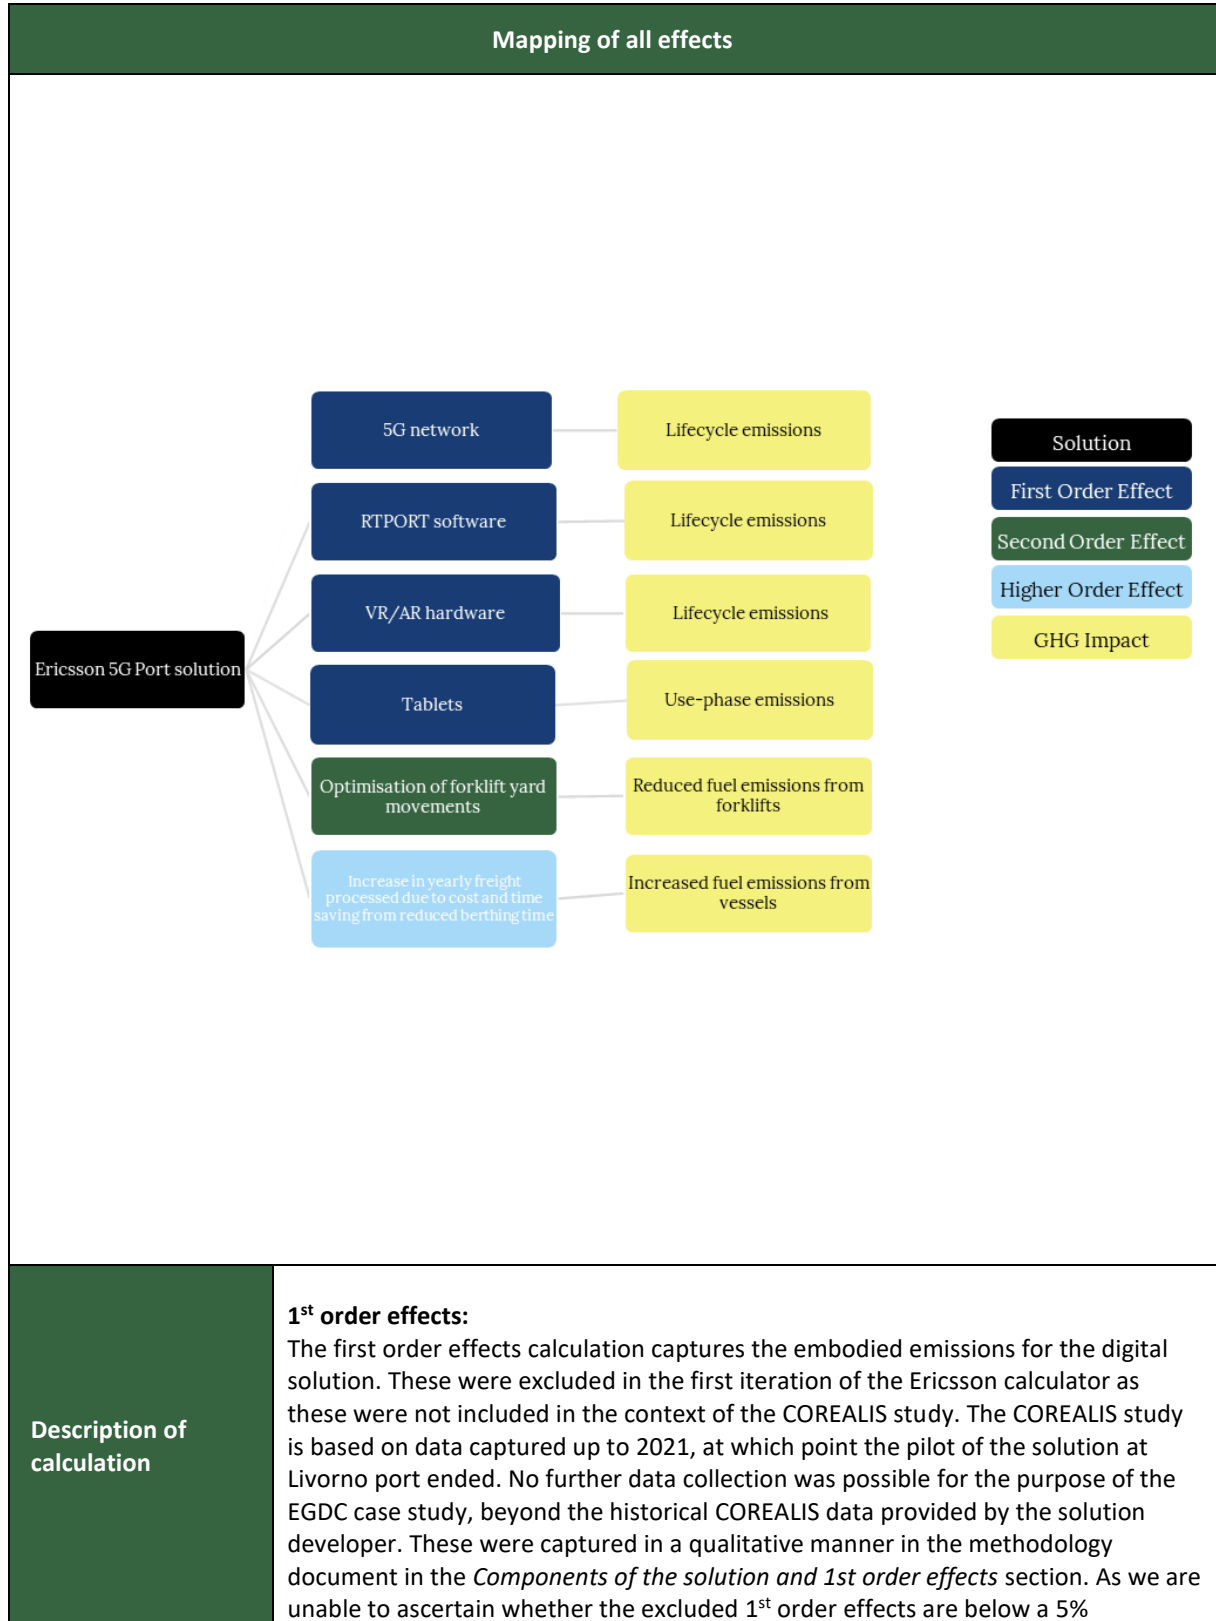 Mapping of all effects
5G network
Lifecycle emissions
Solution
First Order Effect
RTPORT software
Lifecycle emissions
Second Order Effect
Higher Order Effect
VR/AR hardware
Lifecycle emissions
GHG Impact
Ericsson 5G Port solution
Tablets
Use-phase emissions
Optimisation of forklift yard
movements
Reduced fuel emissions from
forklifts
Increase in yearly freight
processed due to cost and time
saving from reduced berthing time
Increased fuel emissions from
vessels
Description of
calculation
1st order effects:
The first order effects calculation captures the embodied emissions for the digital
solution. These were excluded in the first iteration of the Ericsson calculator as
these were not included in the context of the COREALIS study. The COREALIS study
is based on data captured up to 2021, at which point the pilot of the solution at
Livorno port ended. No further data collection was possible for the purpose of the
EGDC case study, beyond the historical COREALIS data provided by the solution
developer. These were captured in a qualitative manner in the methodology
document in the Components of the solution and 1st order effects section. As we are
unable to ascertain whether the excluded 1st order effects are below a 5%